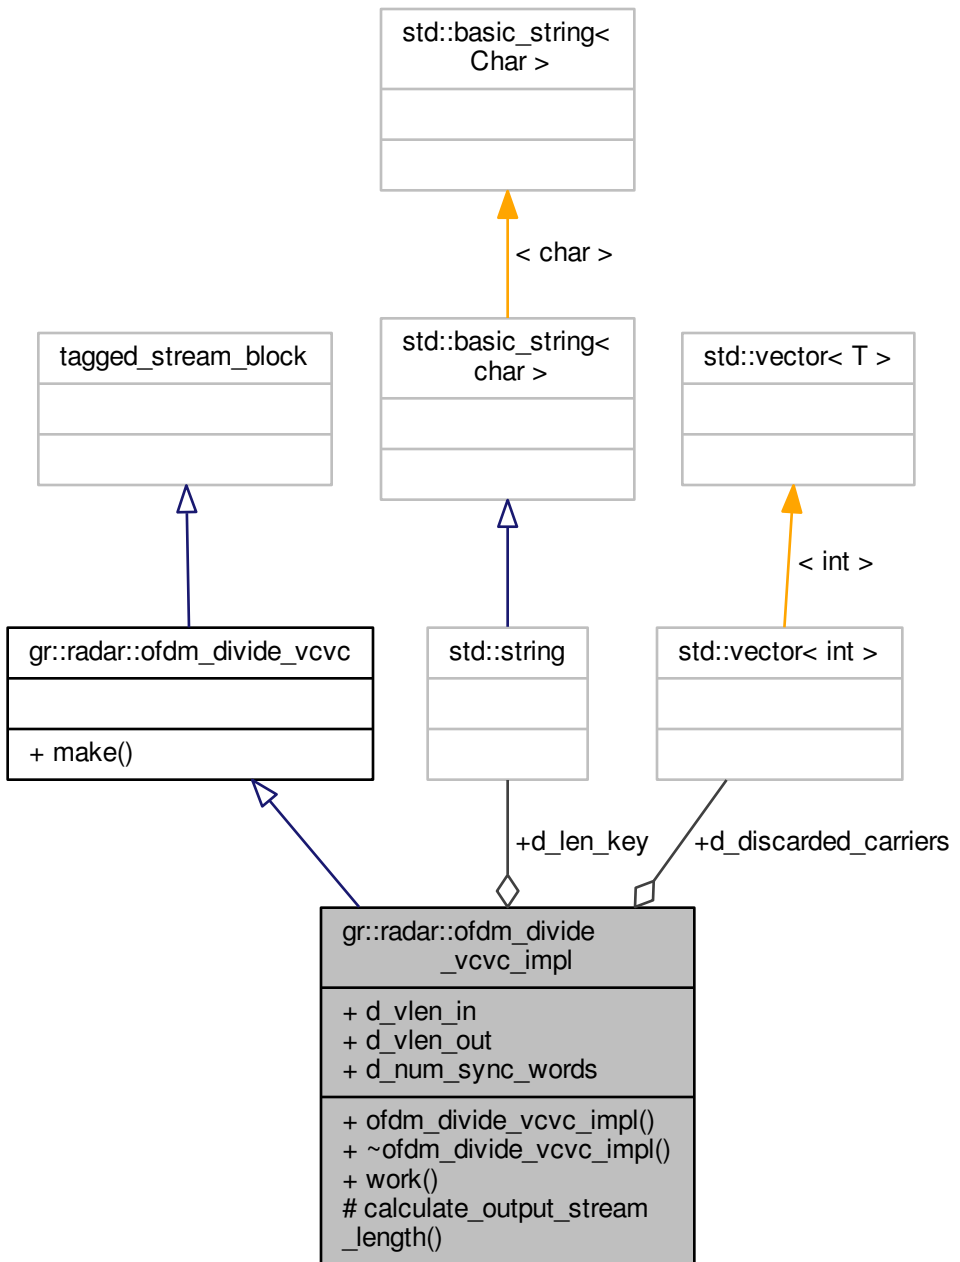 std::basic_string<
Char >
< char >
std::basic_string<
char >
tagged_stream_block
std::vector< T >
< int >
gr::radar::ofdm_divide_vcvc
+ make()
std::string
std::vector< int >
+d_len_key
+d_discarded_carriers
gr::radar::ofdm_divide
_vcvc_impl
+ d_vlen_in
+ d_vlen_out
+ d_num_sync_words
+ ofdm_divide_vcvc_impl()
+ ~ofdm_divide_vcvc_impl()
+ work()
# calculate_output_stream
_length()